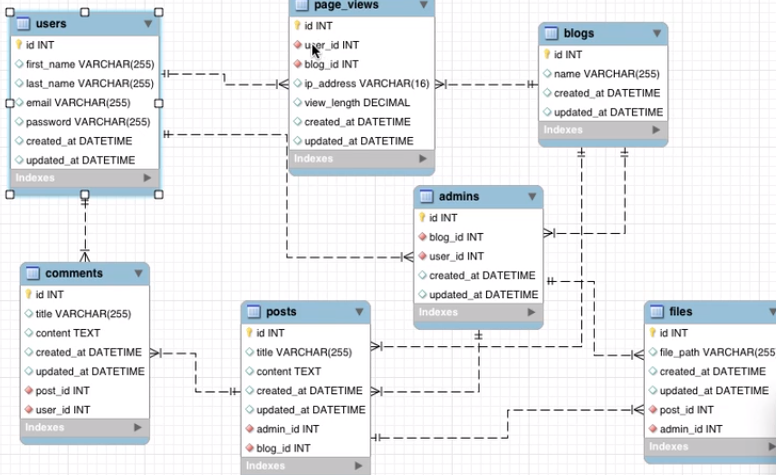 users
id INT
first_name VARCHAR(255)
last_name VARCHAR(255)
email VARCHAR(255)
password VARCHAR(255)
created_at DATETIME
updated_at DATETIME
Indexes
page_views
id INT
user_id INT
blog_id INT
ip_address VARCHAR(16)
view_length DECIMAL
created_at DATETIME
updated_at DATETIME
Indexes
blogs
id INT
name VARCHAR(255)
created_at DATETIME
updated_at DATETIME
Indexes
admins
id INT
blog_id INT
user_id INT
created_at DATETIME
updated_at DATETIME
Indexes
comments
id INT
title VARCHAR(255)
content TEXT
created_at DATETIME
updated_at DATETIME
post_id INT
user_id INT
Indexes
posts
id INT
title VARCHAR(255)
content TEXT
created_at DATETIME
updated_at DATETIME
admin_id INT
blog_id INT
Indexes
files
id INT
file_path VARCHAR(255
created_at DATETIME
updated_at DATETIME
post_id INT
admin_id INT
Indexes